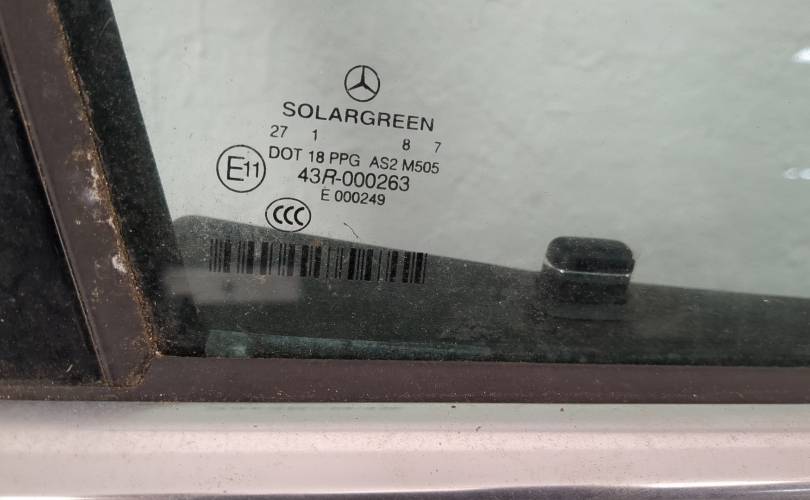 SOLARGREEN
27 1 8 7
DOT 18 PPG AS2 M505
E11
43R-000263
E 000249
CCC